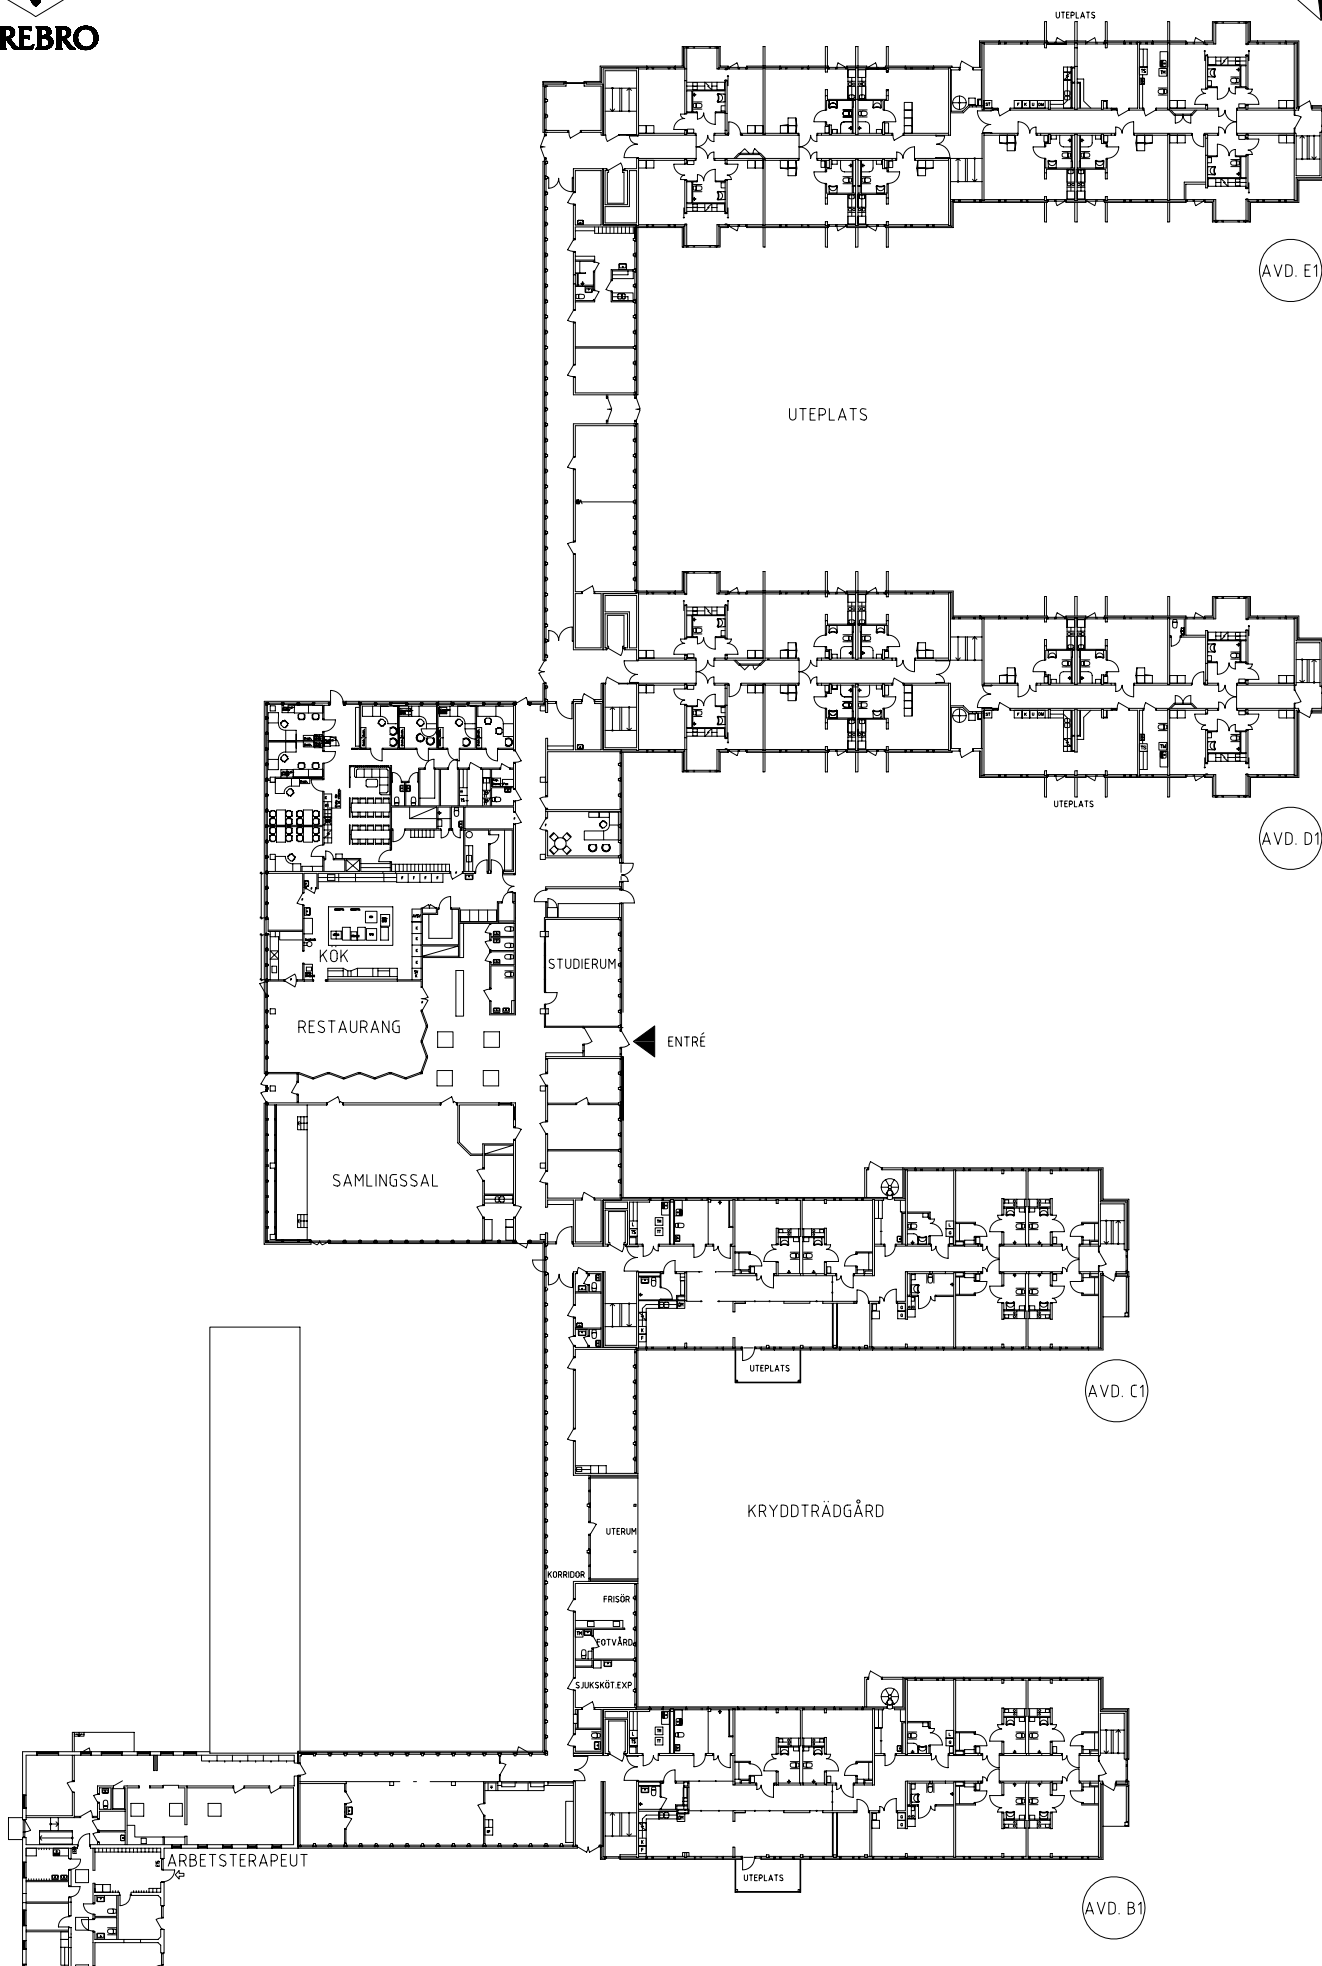 REBRO
UTEPLATS
AVD. E1
UTEPLATS
UTEPLATS
AVD. D1
KÖK
STUDIERUM
RESTAURANG
ENTRÉ
SAMLINGSSAL
UTEPLATS
AVD. C1
KRYDDTRÄDGÅRD
UTERUM
KORRIDOR
FRISÖR
FOTVÅRD
SJUKSKÖT.EXP
ARBETSTERAPEUT
UTEPLATS
AVD. B1